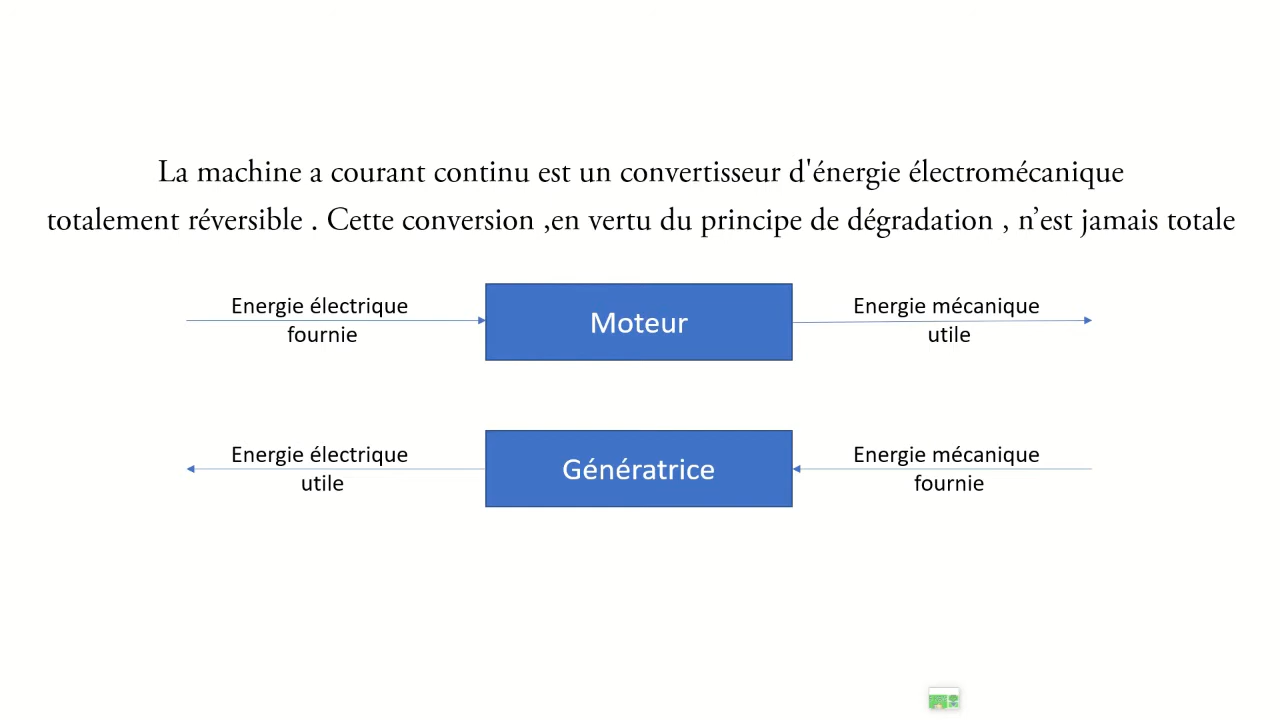 La machine a courant continu est un convertisseur d'énergie électromécanique
totalement réversible . Cette conversion ,en vertu du principe de dégradation , n’est jamais totale
Energie électrique
fournie
Moteur
Energie mécanique
utile
Energie électrique
utile
Génératrice
Energie mécanique
fournie